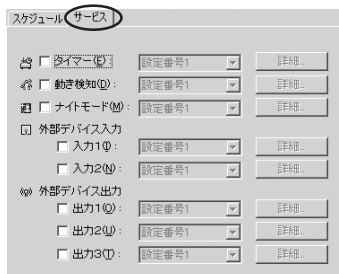 スケジュール サービス
タイマー(E): 設定番号1 詳細..
動き検知(D): 設定番号1 詳細..
ナイトモード(M): 設定番号1 詳細..
外部デバイス入力
入力1(I): 設定番号1 詳細..
入力2(N): 設定番号1 詳細..
外部デバイス出力
出力1(O): 設定番号1 詳細..
出力2(U): 設定番号1 詳細..
出力3(T): 設定番号1 詳細..